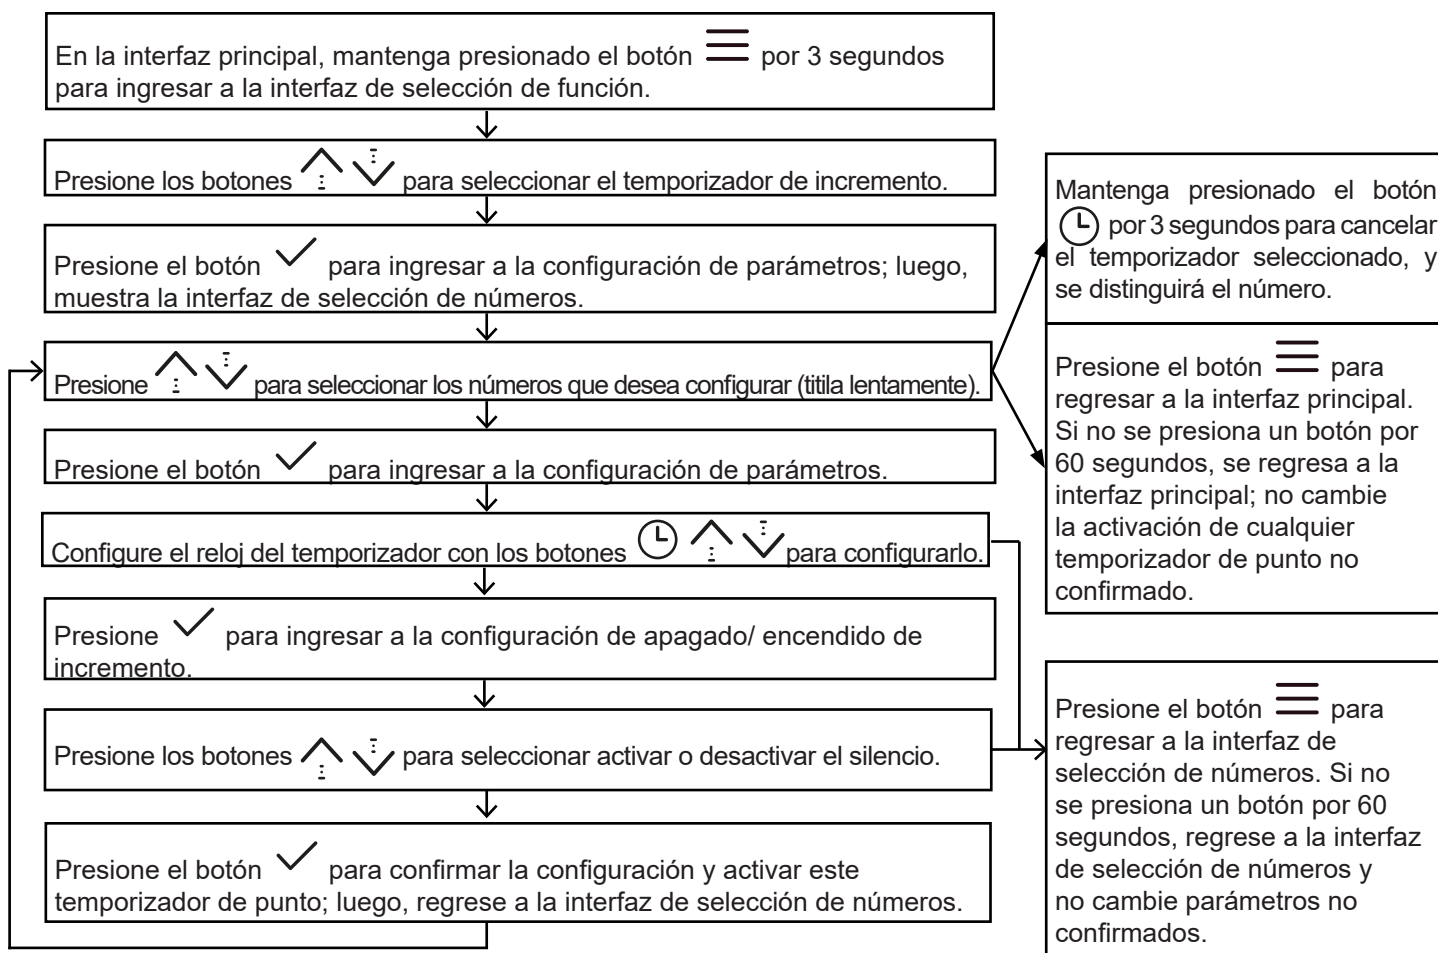 En la interfaz principal, mantenga presionado el botón por 3 segundos
para ingresar a la interfaz de selección de función.
Presione los botones para seleccionar el temporizador de incremento.
Presione el botón para ingresar a la configuración de parámetros; luego,
muestra la interfaz de selección de números.
Presione para seleccionar los números que desea configurar (titila lentamente).
Presione el botón para ingresar a la configuración de parámetros.
Configure el reloj del temporizador con los botones para configurarlo.
Presione para ingresar a la configuración de apagado/ encendido de
incremento.
Presione los botones para seleccionar activar o desactivar el silencio.
Presione el botón para confirmar la configuración y activar este
temporizador de punto; luego, regrese a la interfaz de selección de números.
Mantenga presionado el botón
por 3 segundos para cancelar
el temporizador seleccionado, y
se distinguirá el número.
Presione el botón para
regresar a la interfaz principal.
Si no se presiona un botón por
60 segundos, se regresa a la
interfaz principal; no cambie
la activación de cualquier
temporizador de punto no
confirmado.
Presione el botón para
regresar a la interfaz de
selección de números. Si no
se presiona un botón por 60
segundos, regrese a la interfaz
de selección de números y
no cambie parámetros no
confirmados.